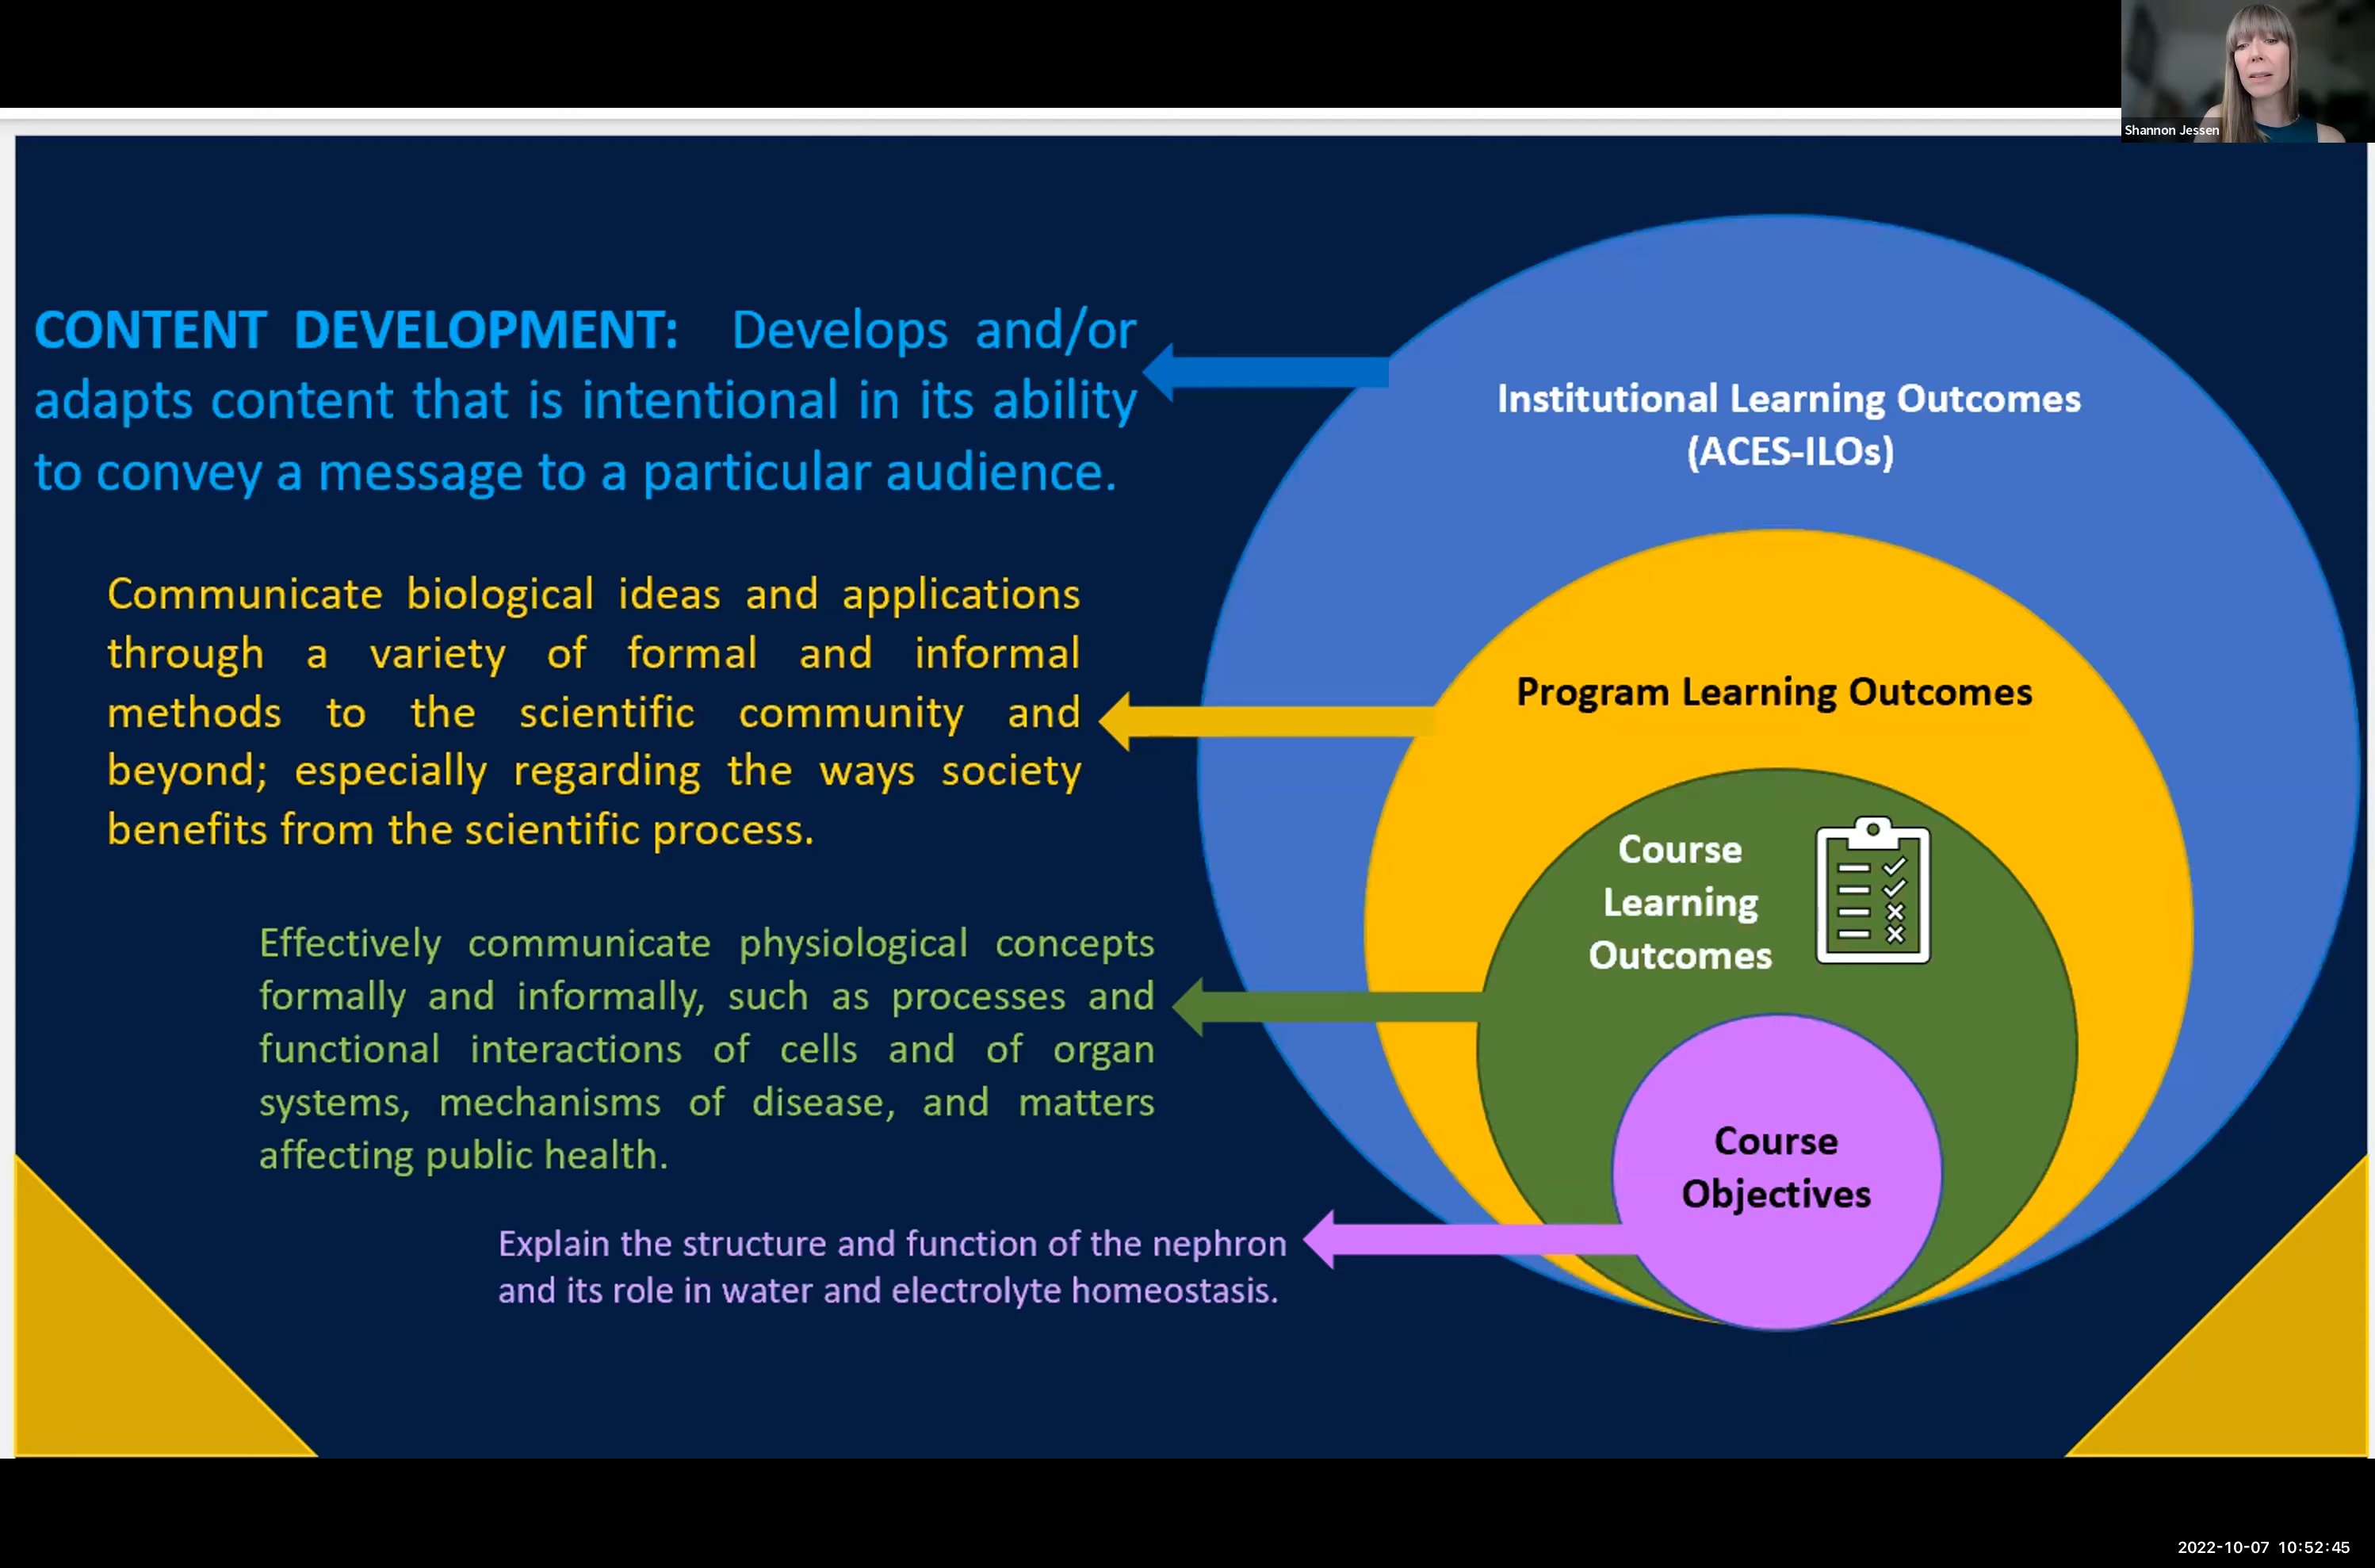 Shannon Jessen
CONTENT DEVELOPMENT: Develops and/or
adapts content that is intentional in its ability
to convey a message to a particular audience.
Communicate biological ideas and applications
through a variety of formal and informal
methods to the scientific community and
beyond; especially regarding the ways society
benefits from the scientific process.
Effectively communicate physiological concepts
formally and informally, such as processes and
functional interactions of cells and of organ
systems, mechanisms of disease, and matters
affecting public health.
Explain the structure and function of the nephron
and its role in water and electrolyte homeostasis.
Institutional Learning Outcomes
(ACES-ILOs)
Program Learning Outcomes
Course
Learning
Outcomes
Course
Objectives
2022-10-07 10:52:45